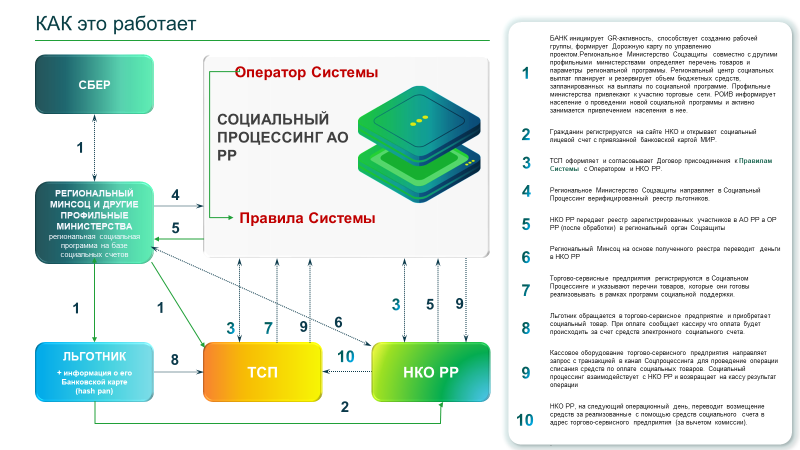 КАК это работает
СБЕР
Оператор Системы
СОЦИАЛЬНЫЙ
ПРОЦЕССИНГ АО
РР
Правила Системы
1
РЕГИОНАЛЬНЫЙ
МИНСОЦ И ДРУГИЕ
ПРОФИЛЬНЫЕ
МИНИСТЕРСТВА
региональная социальная
программа на базе
социальных счетов
4
5
1
1
3
7
9
6
3
5
9
10
8
2
ЛЬГОТНИК
+ информация о его
Банковской карте
(hash pan)
ТСП
НКО РР
1
БАНК инициирует GR-активность, способствует созданию рабочей
группы, формирует Дорожную карту по управлению
проектом.Региональное Министерство Соцзащиты совместно с другими
профильными министерствами определяет перечень товаров и
параметры региональной программы. Региональный центр социальных
выплат планирует и резервирует объем бюджетных средств,
запланированных на выплаты по социальной программе. Профильные
министерства привлекают к участию торговые сети. РОИВ информирует
население о проведении новой социальной программы и активно
занимается привлечением населения в нее.
2
Гражданин регистрируется на сайте НКО и открывает социальный
лицевой счет с привязанной банковской картой МИР.
3
ТСП оформляет и согласовывает Договор присоединения к Правилам
Системы с Оператором и НКО РР.
4
Региональное Министерство Соцзащиты направляет в Социальный
Процессинг верифицированный реестр льготников.
5
НКО РР передает реестр зарегистрированных участников в АО РР а ОР
РР (после обработки) в региональный орган Соцзащиты
6
Региональный Минсоц на основе полученного реестра переводит деньги
в НКО РР
7
Торгово-сервисные предприятия регистрируются в Социальном
Процессинге и указывают перечни товаров, которые они готовы
реализовывать в рамках программ социальной поддержки.
8
Льготник обращается в торгово-сервисное предприятие и приобретает
социальный товар. При оплате сообщает кассиру что оплата будет
происходить за счет средств электронного социального счета.
9
Кассовое оборудование торгово-сервисного предприятия направляет
запрос с транзакцией в канал Соцпроцессинга для проведение операции
списания средств по оплате социальных товаров. Социальный
процессинг взаимодействует с НКО РР и возвращает на кассу результат
операции
10
НКО РР, на следующий операционный день, переводит возмещение
средств за реализованные с помощью средств социального счета в
адрес торгово-сервисного предприятия (за вычетом комиссии).